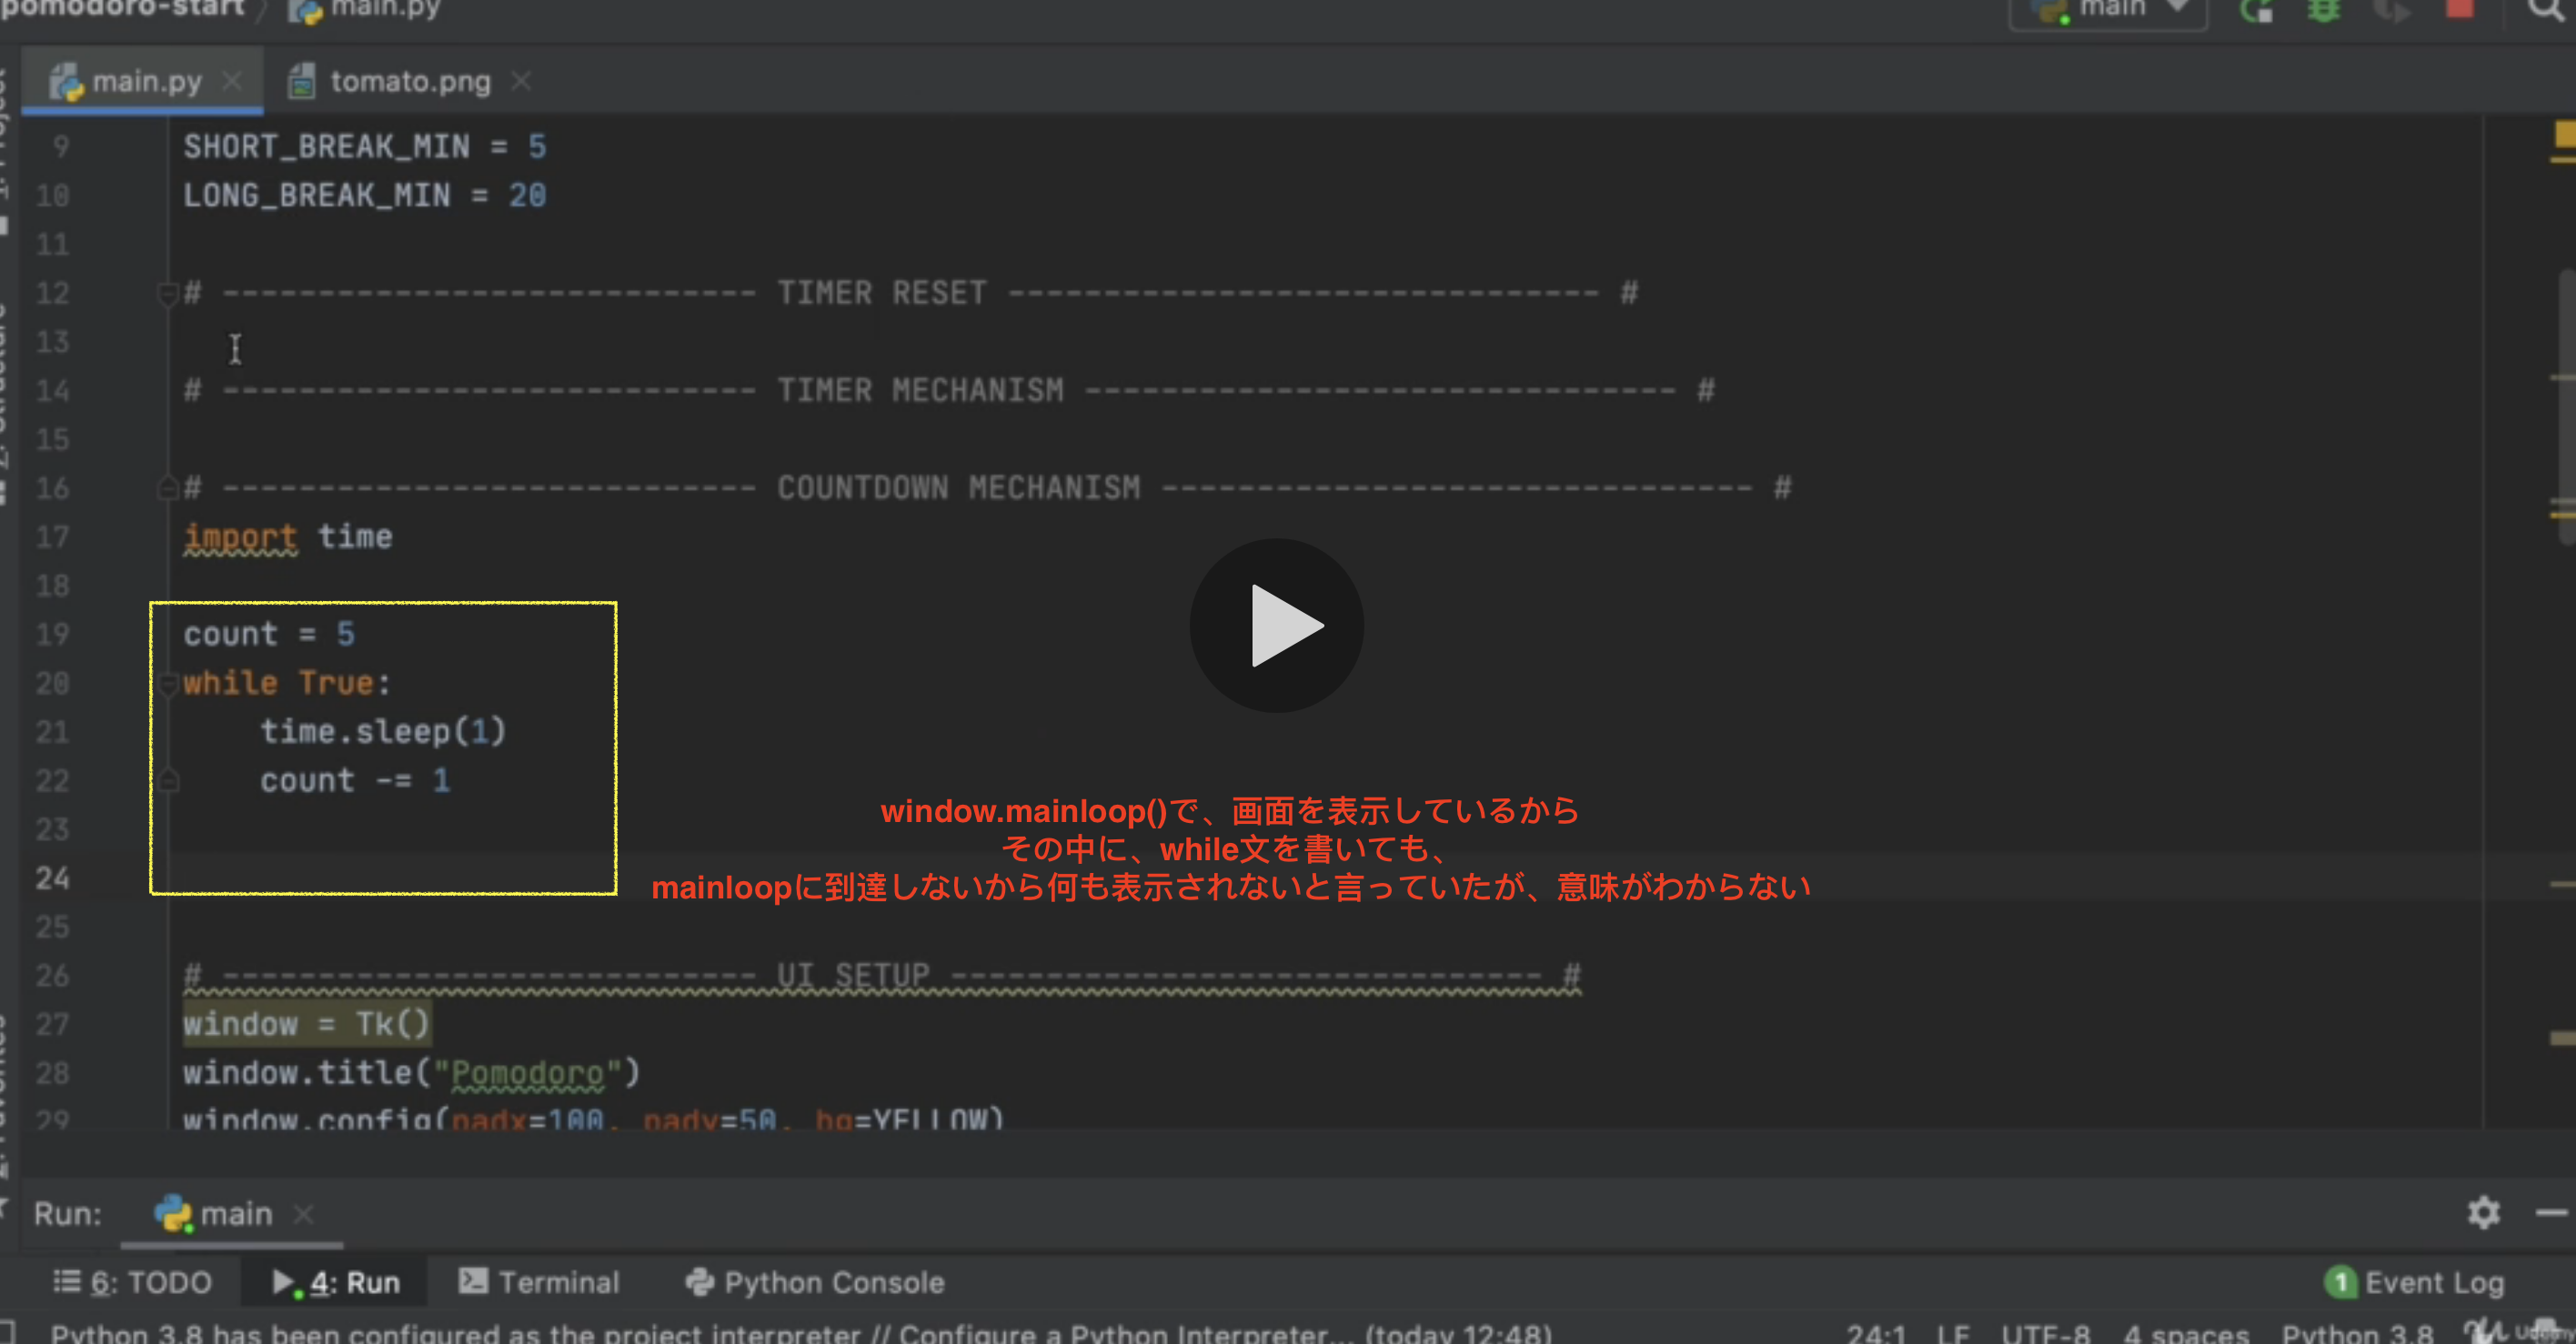 pomodoro-start 〉 main.py
main
main.py × tomato.png ×
9 SHORT_BREAK_MIN = 5
10 LONG_BREAK_MIN = 20
11
12 # ---------------------------- TIMER RESET ------------------------------- #
13
14 # ---------------------------- TIMER MECHANISM ------------------------------- #
15
16 # ---------------------------- COUNTDOWN MECHANISM ------------------------------- #
17 import time
18
19 count = 5
20 while True:
21 time.sleep(1)
22 count -= 1
window.mainloop()で、画面を表示しているから
23
その中に、while文を書いても、
24
mainloopに到達しないから何も表示されないと言っていたが、意味がわからない
25
26 # ---------------------------- UI SETUP ------------------------------- #
27 window = Tk()
28 window.title("Pomodoro")
29 window.config(padx=100, pady=50, bg=YELLOW)
Run: main ×
6: TODO 4: Run Terminal Python Console 1 Event Log
Python 3.8 has been configured as the project interpreter // Configure a Python Interpreter... (today 12:48) 24:1 LF UTF-8 4 spaces Python 3.8